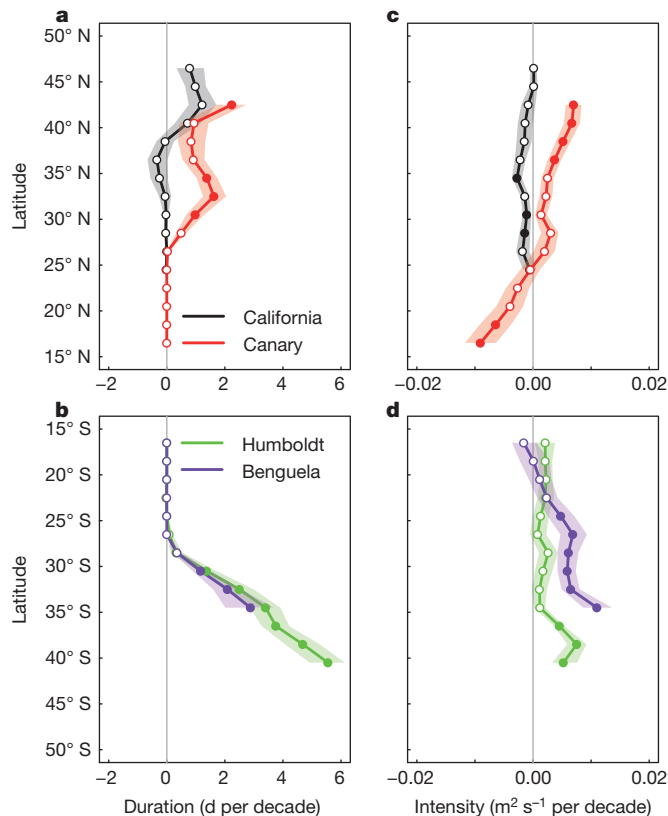 a
c
50° N
45° N
40° N
35° N
30° N
25° N
20° N
15° N
Latitude
California
Canary
−2
0
2
4
6
−0.02
0.00
0.02
b
d
15° S
20° S
25° S
30° S
35° S
40° S
45° S
50° S
Latitude
Humboldt
Benguela
−2
0
2
4
6
−0.02
0.00
0.02
Duration (d per decade)
Intensity (m² s⁻¹ per decade)